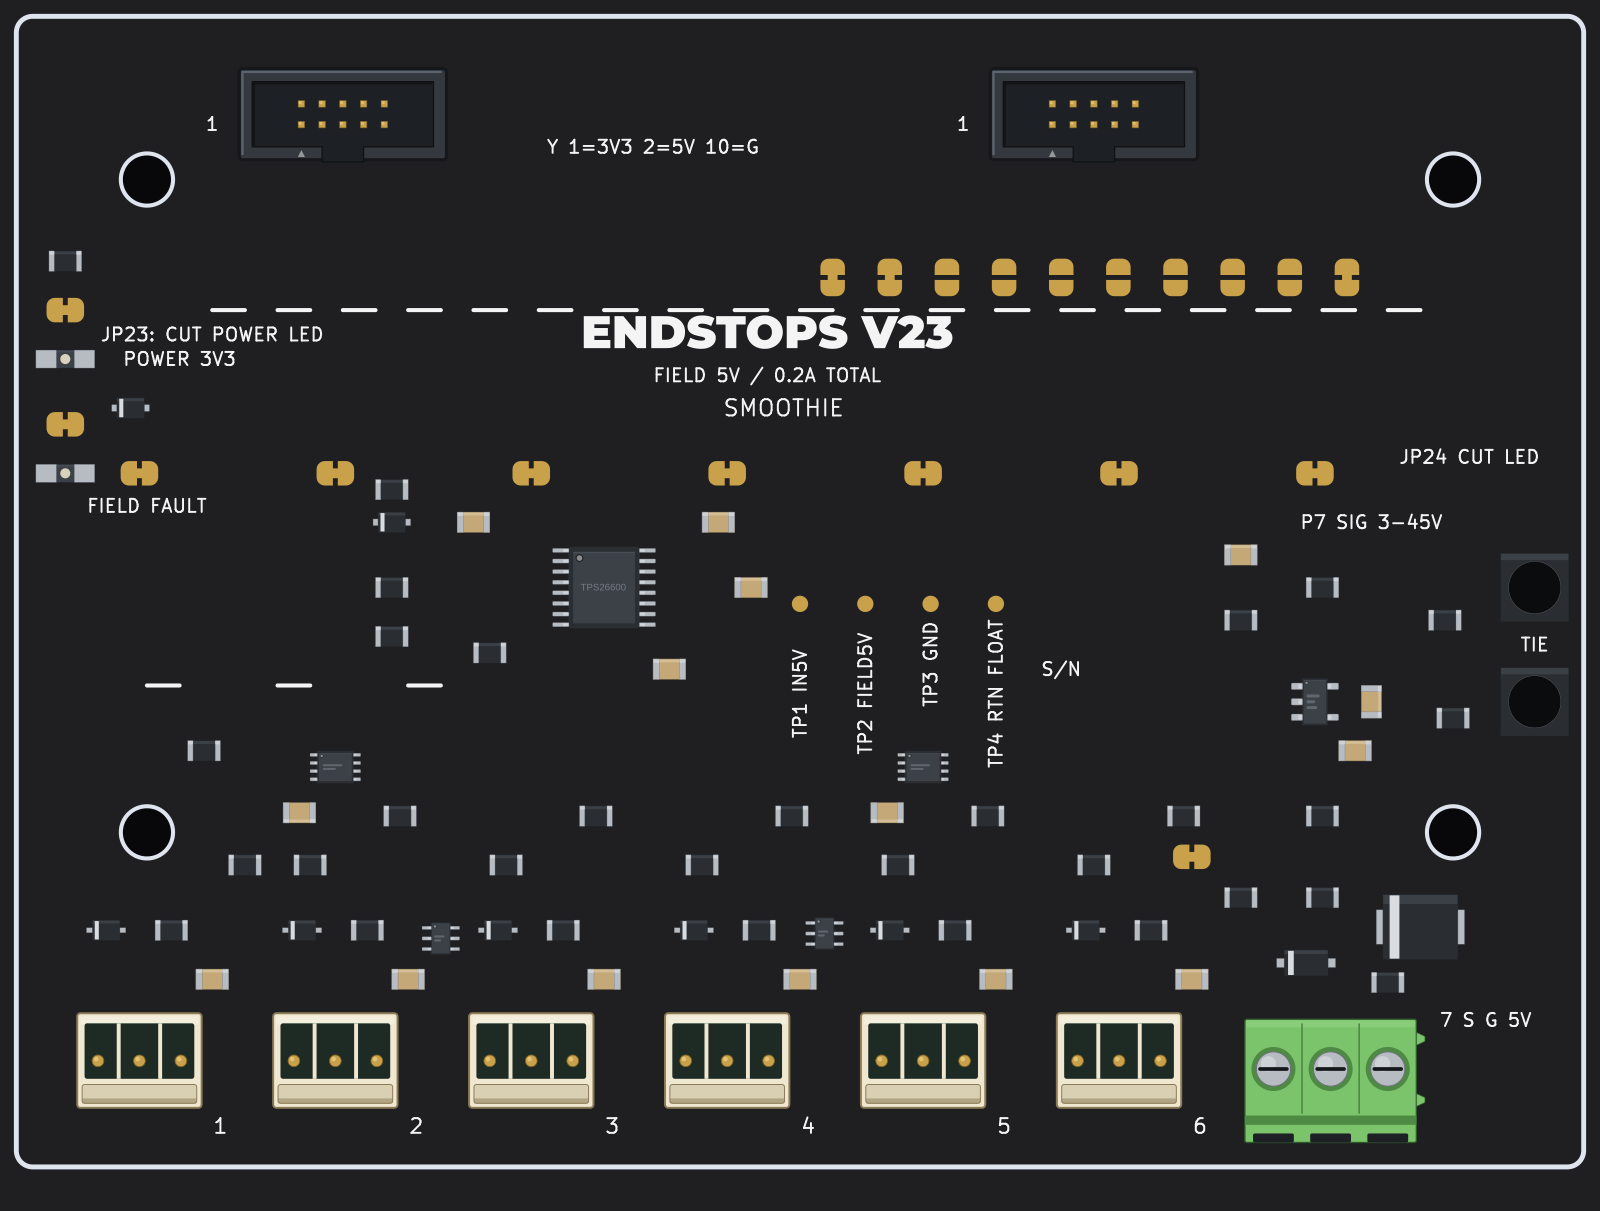 1
1
Y 1=3V3 2=5V 10=G
ENDSTOPS V23
JP23: CUT POWER LED
POWER 3V3
FIELD 5V / 0.2A TOTAL
SMOOTHIE
JP24 CUT LED
FIELD FAULT
P7 SIG 3-45V
TPS26600
TP1 IN5V
TP2 FIELD5V
TP3 GND
TP4 RTN FLOAT
S/N
TIE
7 S G 5V
1
2
3
4
5
6